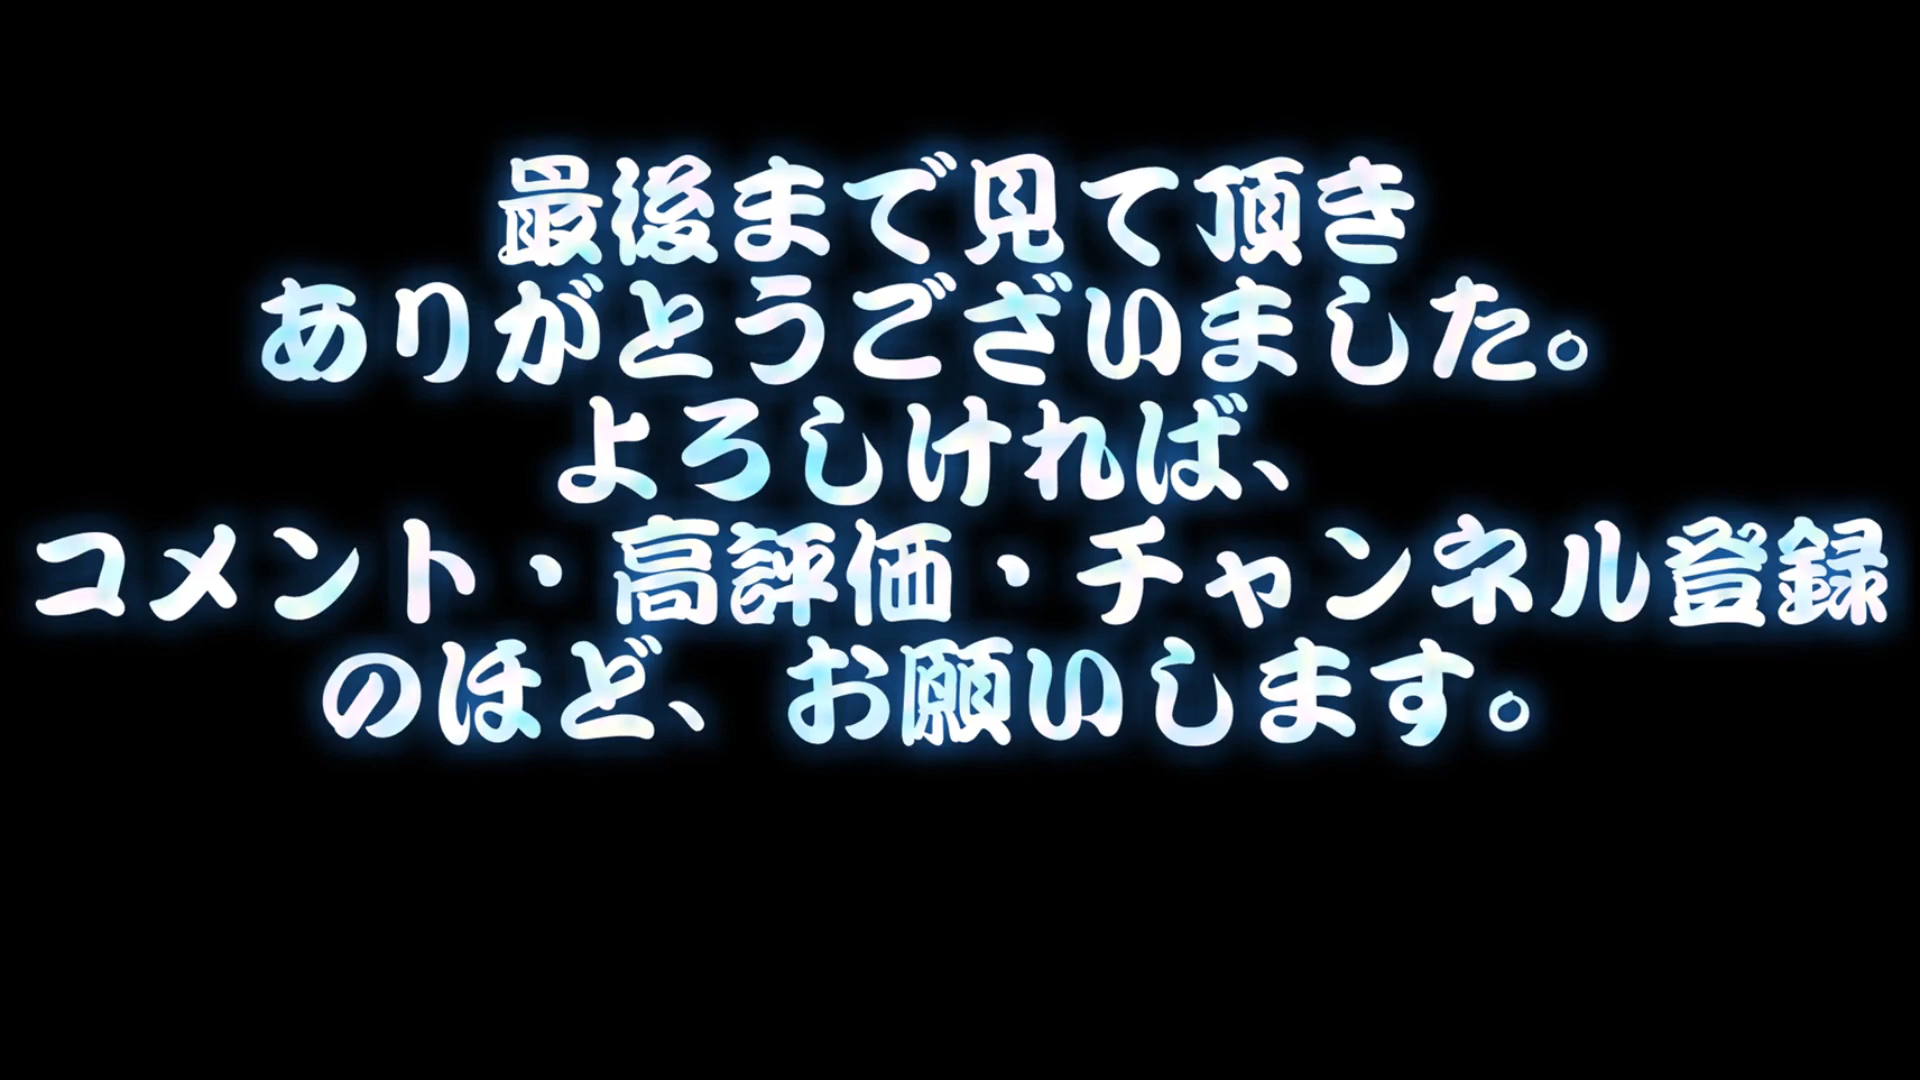 最後まで見て頂き
ありがとうございました。
よろしければ、
コメント・高評価・チャンネル登録
のほど、お願いします。